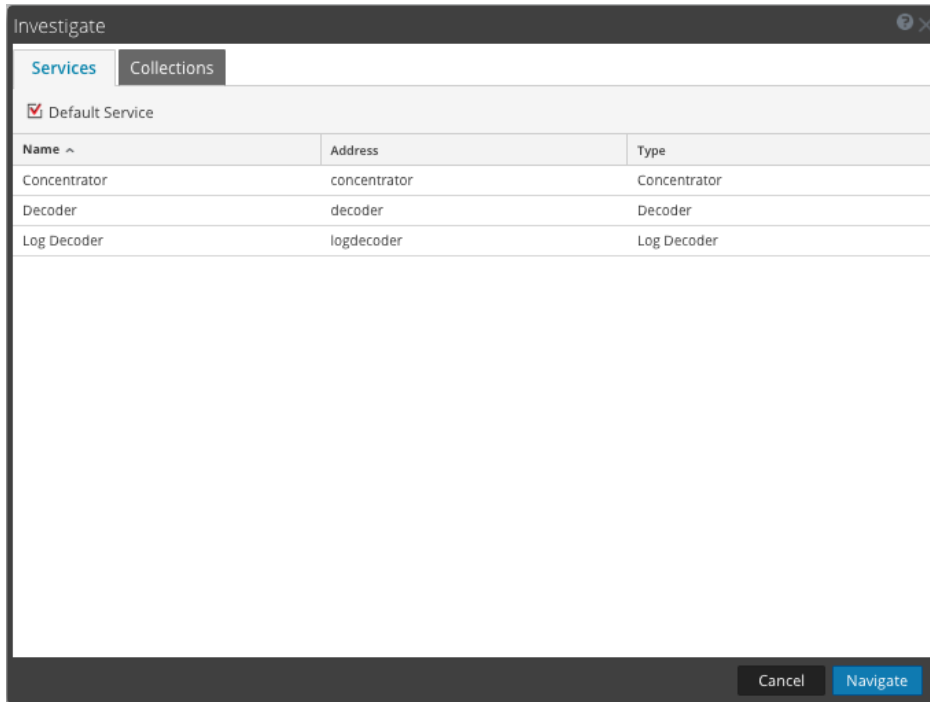 Investigate
Services Collections
Default Service
Name Address Type
Concentrator concentrator Concentrator
Decoder decoder Decoder
Log Decoder logdecoder Log Decoder
Cancel Navigate